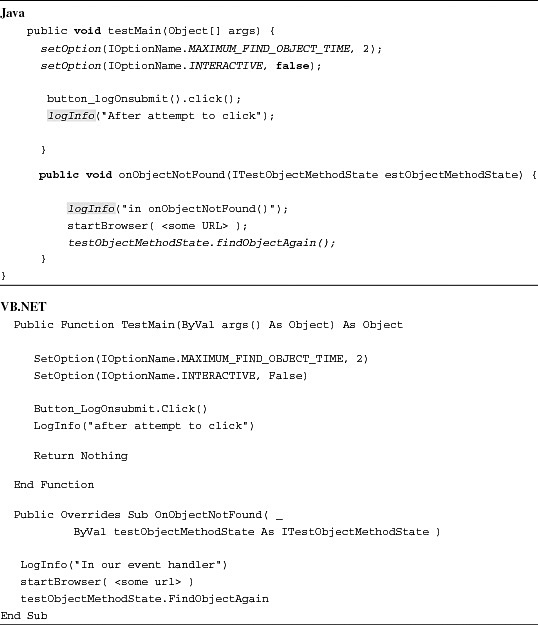 Java
public void testMain(Object[] args) {
setOption(IOptionName.MAXIMUM_FIND_OBJECT_TIME, 2);
setOption(IOptionName.INTERACTIVE, false);
button_logOnsubmit().click();
logInfo("After attempt to click");
}
public void onObjectNotFound(ITestObjectMethodState estObjectMethodState) {
logInfo("in onObjectNotFound()");
startBrowser( <some URL> );
testObjectMethodState.findObjectAgain();
}
}
VB.NET
Public Function TestMain(ByVal args() As Object) As Object
SetOption(IOptionName.MAXIMUM_FIND_OBJECT_TIME, 2)
SetOption(IOptionName.INTERACTIVE, False)
Button_LogOnsubmit.Click()
LogInfo("after attempt to click")
Return Nothing
End Function
Public Overrides Sub OnObjectNotFound( _
ByVal testObjectMethodState As ITestObjectMethodState )
LogInfo("In our event handler")
startBrowser( <some url> )
testObjectMethodState.FindObjectAgain
End Sub